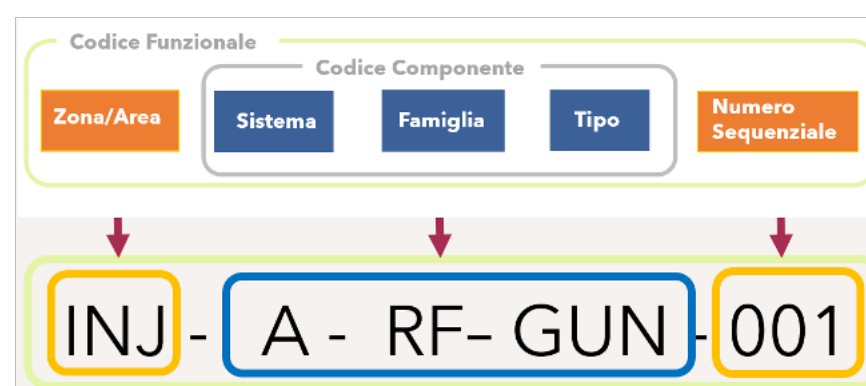 Codice Funzionale
Codice Componente
Zona/Area
Sistema
Famiglia
Tipo
Numero
Sequenziale
INJ - A - RF– GUN - 001